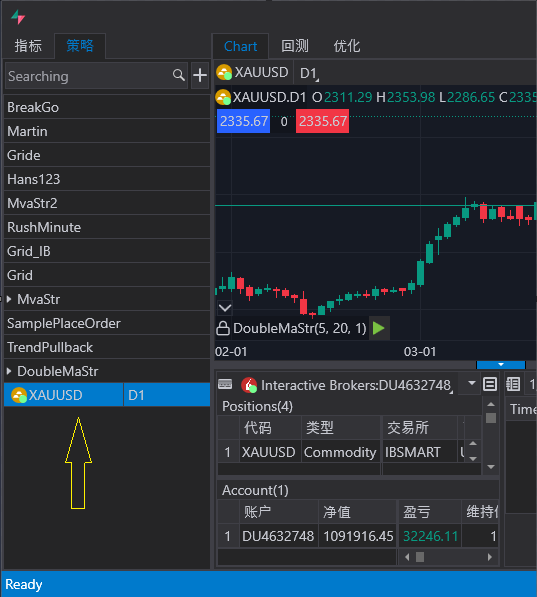 指标 策略
Searching
BreakGo
Martin
Gride
Hans123
MvaStr2
RushMinute
Grid_IB
Grid
MvaStr
SamplePlaceOrder
TrendPullback
DoubleMaStr
XAUUSD D1
Chart 回测 优化
XAUUSD D1
XAUUSD.D1 O2311.29 H2353.98 L2286.65 C2335
2335.67 0 2335.67
DoubleMaStr(5, 20, 1)
02-01 03-01
Interactive Brokers:DU4632748 1
Positions(4) Time
代码 类型 交易所
1 XAUUSD Commodity IBSMART
Account(1)
账户 净值 盈亏 维持
1 DU4632748 1091916.45 32246.11 1
Ready